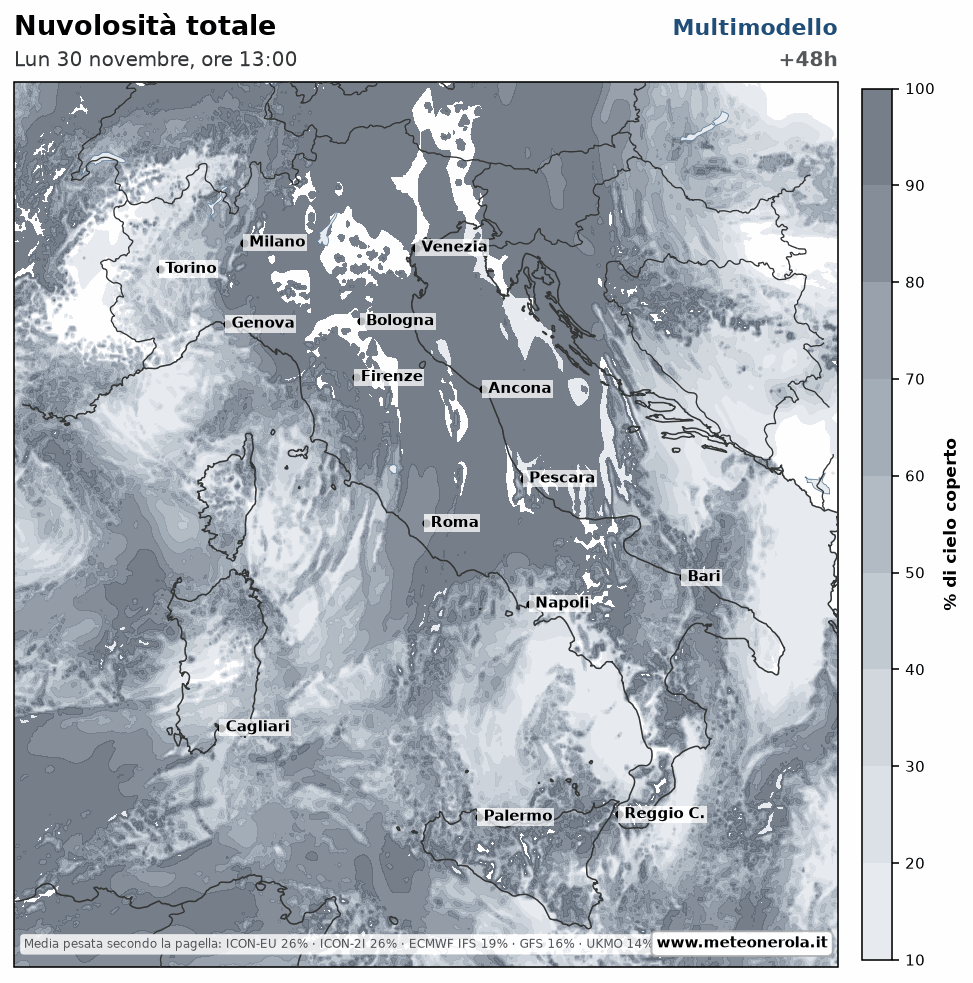 Nuvolosità totale
Multimodello
Lun 30 novembre, ore 13:00
+48h
100
90
80
70
60
50
40
30
20
10
% di cielo coperto
Milano
Venezia
Torino
Genova
Bologna
Firenze
Ancona
Pescara
Roma
Bari
Napoli
Cagliari
Palermo
Reggio C.
Media pesata secondo la pagella: ICON-EU 26% · ICON-2I 26% · ECMWF IFS 19% · GFS 16% · UKMO 14%
www.meteonerola.it